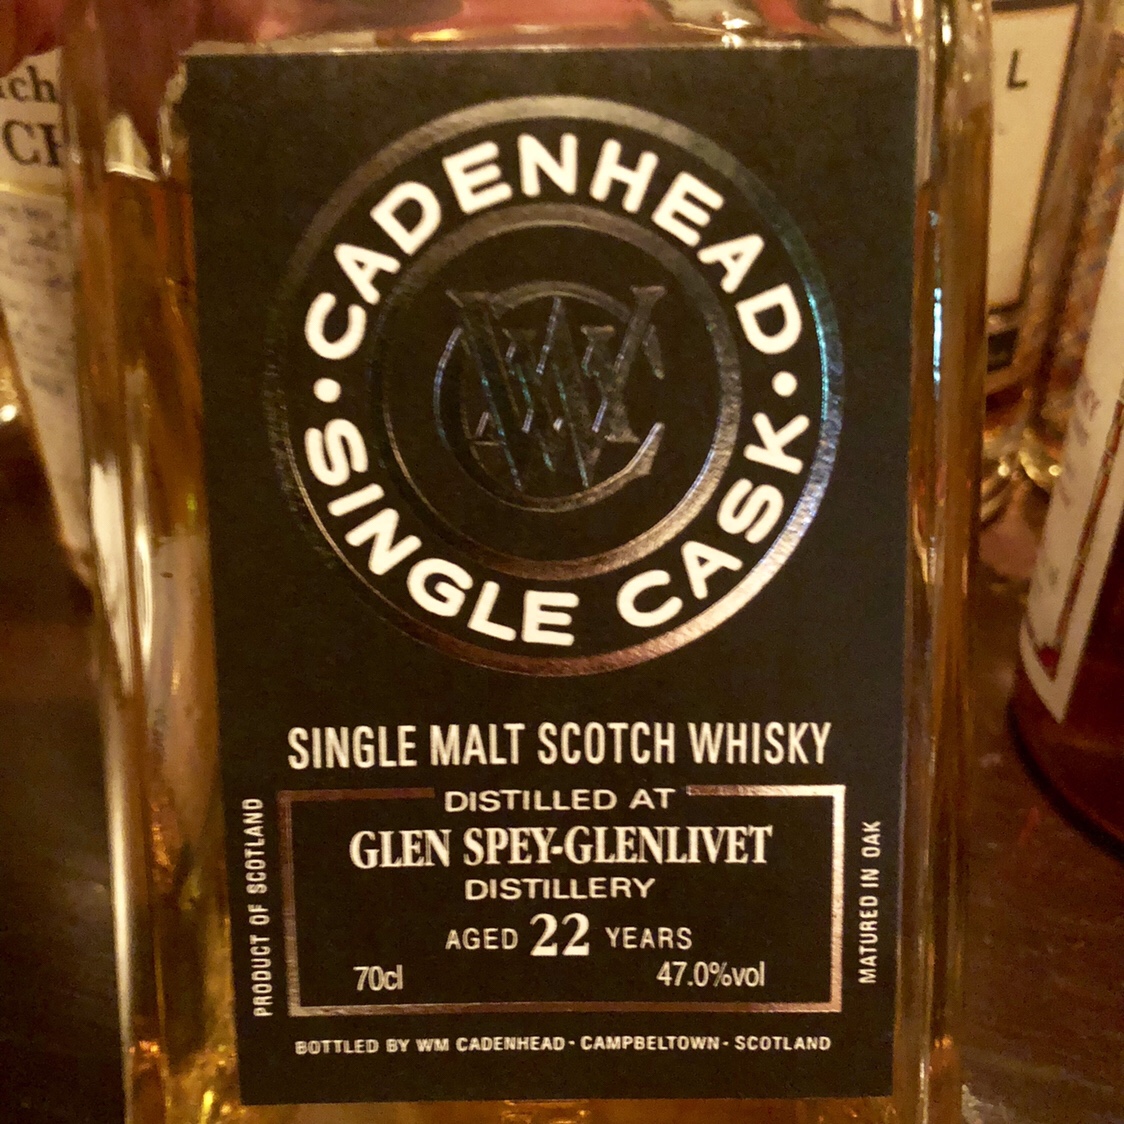 CADENHEAD
SINGLE CASK
WC
SINGLE MALT SCOTCH WHISKY
DISTILLED AT
GLEN SPEY-GLENLIVET
DISTILLERY
AGED 22 YEARS
70cl 47.0%vol
PRODUCT OF SCOTLAND
MATURED IN OAK
BOTTLED BY WM CADENHEAD · CAMPBELTOWN · SCOTLAND
L